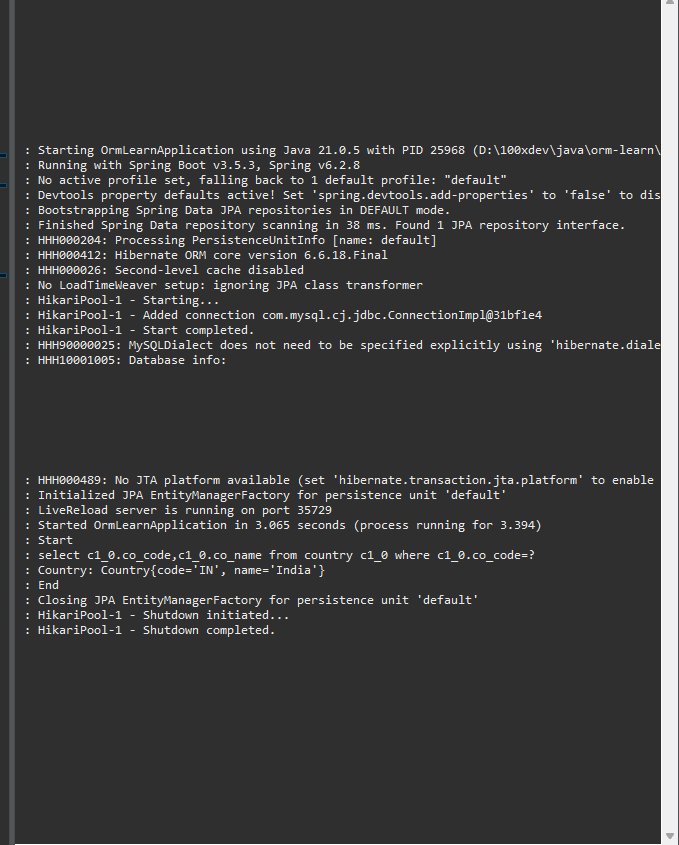 : Starting OrmLearnApplication using Java 21.0.5 with PID 25968 (D:\100xdev\java\orm-learn\
: Running with Spring Boot v3.5.3, Spring v6.2.8
: No active profile set, falling back to 1 default profile: "default"
: Devtools property defaults active! Set 'spring.devtools.add-properties' to 'false' to dis
: Bootstrapping Spring Data JPA repositories in DEFAULT mode.
: Finished Spring Data repository scanning in 38 ms. Found 1 JPA repository interface.
: HHH000204: Processing PersistenceUnitInfo [name: default]
: HHH000412: Hibernate ORM core version 6.6.18.Final
: HHH000026: Second-level cache disabled
: No LoadTimeWeaver setup: ignoring JPA class transformer
: HikariPool-1 - Starting...
: HikariPool-1 - Added connection com.mysql.cj.jdbc.ConnectionImpl@31bf1e4
: HikariPool-1 - Start completed.
: HHH90000025: MySQLDialect does not need to be specified explicitly using 'hibernate.diale
: HHH10001005: Database info:
: HHH000489: No JTA platform available (set 'hibernate.transaction.jta.platform' to enable
: Initialized JPA EntityManagerFactory for persistence unit 'default'
: LiveReload server is running on port 35729
: Started OrmLearnApplication in 3.065 seconds (process running for 3.394)
: Start
: select c1_0.co_code,c1_0.co_name from country c1_0 where c1_0.co_code=?
: Country: Country{code='IN', name='India'}
: End
: Closing JPA EntityManagerFactory for persistence unit 'default'
: HikariPool-1 - Shutdown initiated...
: HikariPool-1 - Shutdown completed.